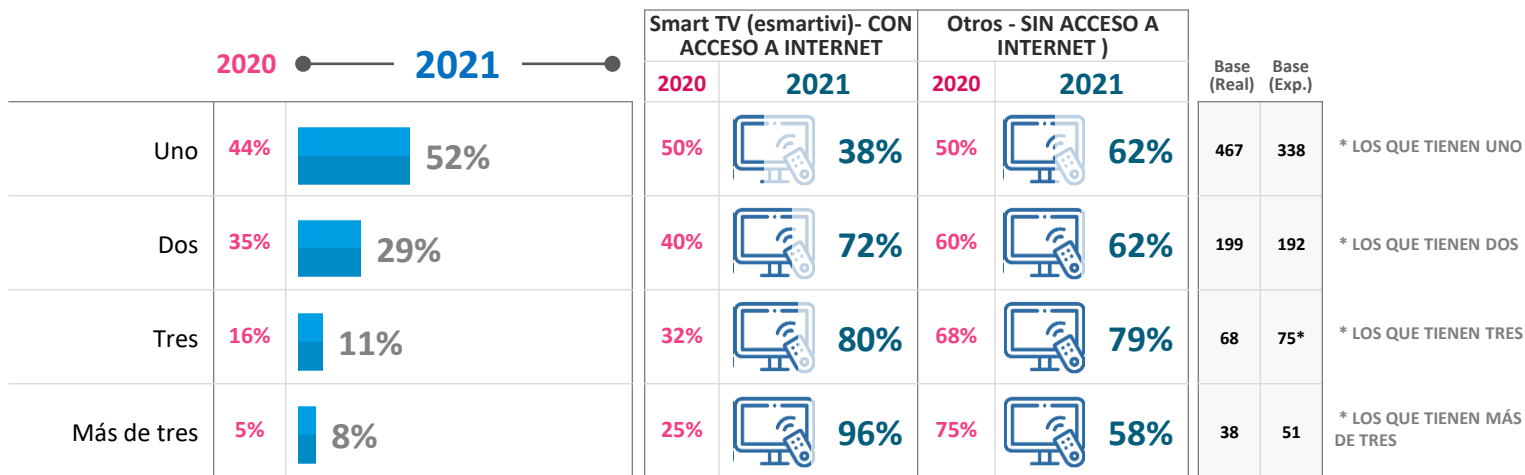 Smart TV (esmartivi)- CON ACCESO A INTERNET
Otros - SIN ACCESO A INTERNET )
2020 2021
2020 2021 2020 2021
Base (Real) Base (Exp.)
Uno 44% 52% 50% 38% 50% 62% 467 338 * LOS QUE TIENEN UNO
Dos 35% 29% 40% 72% 60% 62% 199 192 * LOS QUE TIENEN DOS
Tres 16% 11% 32% 80% 68% 79% 68 75* * LOS QUE TIENEN TRES
Más de tres 5% 8% 25% 96% 75% 58% 38 51 * LOS QUE TIENEN MÁS
DE TRES